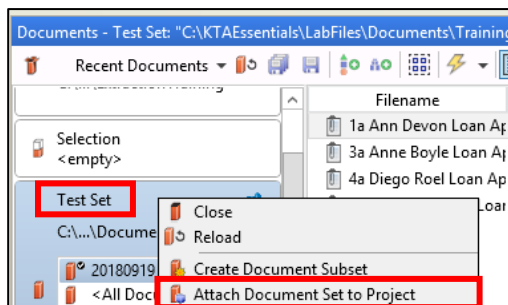 Documents - Test Set: "C:\KTAEssentials\LabFiles\Documents\Training
Recent Documents
Filename
Selection
<empty>
1a Ann Devon Loan Ap
3a Anne Boyle Loan Ap
4a Diego Roel Loan Ap
Test Set
C:\...\Docume
Close
Reload
20180919
Create Document Subset
<All Doc
Attach Document Set to Project